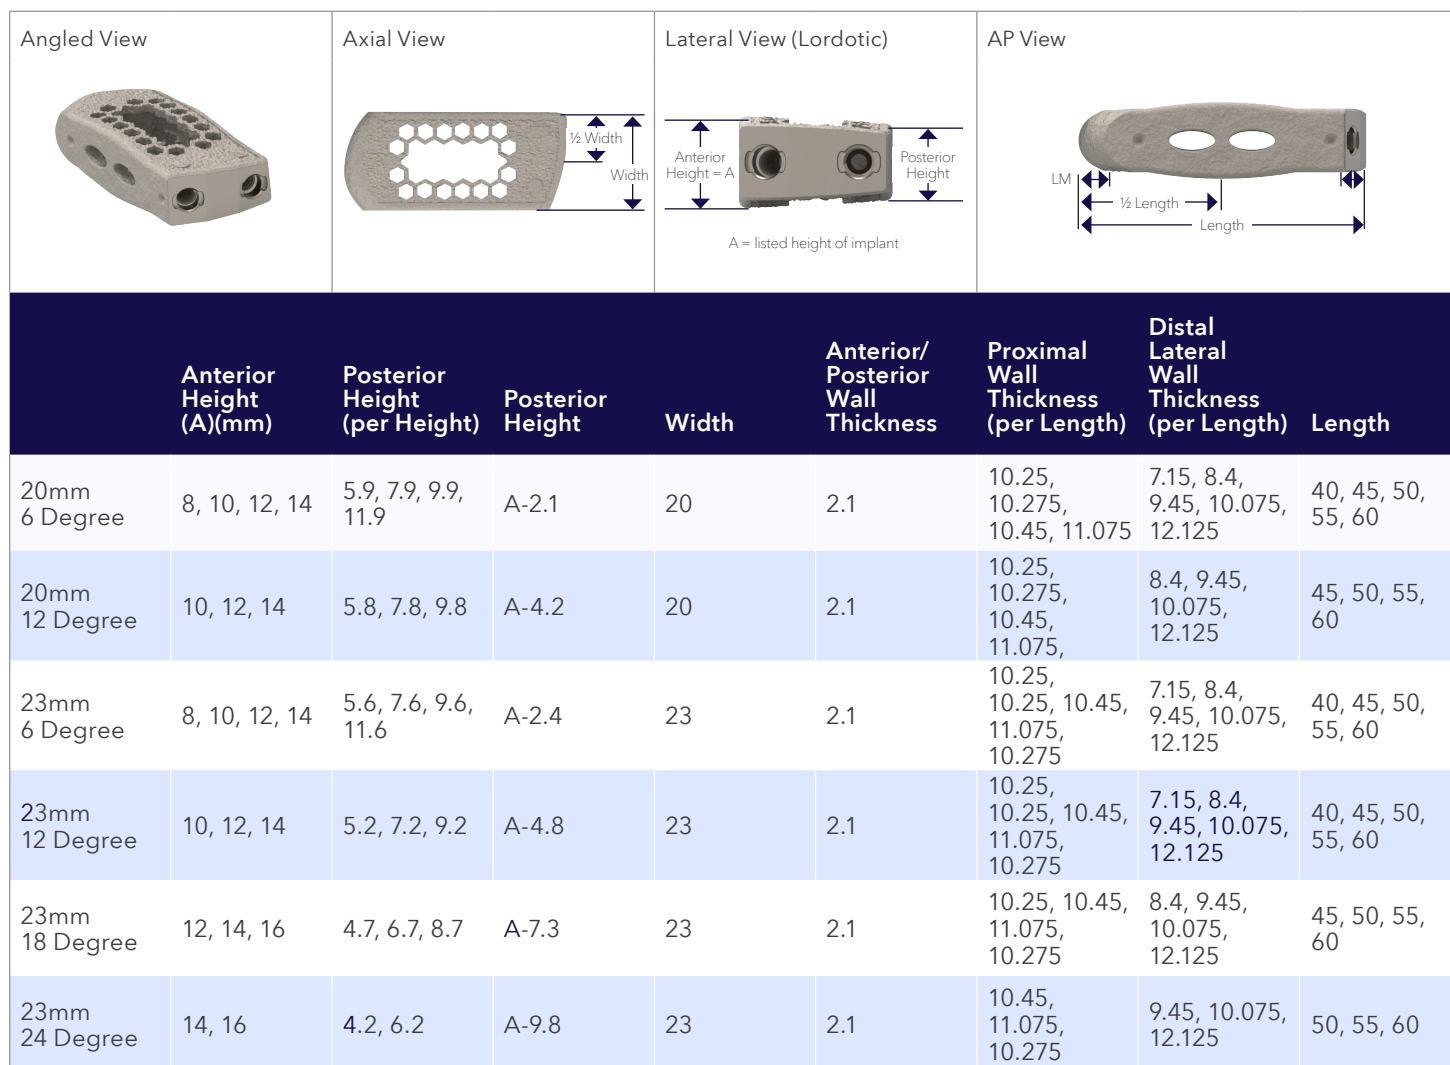 Angled View
Axial View
½ Width
Width
Lateral View (Lordotic)
Anterior
Height = A
Posterior
Height
A = listed height of implant
AP View
LM
½ Length
Length
Anterior
Height
(A)(mm)
Posterior
Height
(per Height)
Posterior
Height
Width
Anterior/
Posterior
Wall
Thickness
Proximal
Wall
Thickness
(per Length)
Distal
Lateral
Wall
Thickness
(per Length)
Length
20mm
6 Degree
8, 10, 12, 14
5.9, 7.9, 9.9,
11.9
A-2.1
20
2.1
10.25,
10.275,
10.45, 11.075
7.15, 8.4,
9.45, 10.075,
12.125
40, 45, 50,
55, 60
20mm
12 Degree
10, 12, 14
5.8, 7.8, 9.8
A-4.2
20
2.1
10.25,
10.275,
10.45,
11.075,
8.4, 9.45,
10.075,
12.125
45, 50, 55,
60
23mm
6 Degree
8, 10, 12, 14
5.6, 7.6, 9.6,
11.6
A-2.4
23
2.1
10.25,
10.25, 10.45,
11.075,
10.275
7.15, 8.4,
9.45, 10.075,
12.125
40, 45, 50,
55, 60
23mm
12 Degree
10, 12, 14
5.2, 7.2, 9.2
A-4.8
23
2.1
10.25,
10.25, 10.45,
11.075,
10.275
7.15, 8.4,
9.45, 10.075,
12.125
40, 45, 50,
55, 60
23mm
18 Degree
12, 14, 16
4.7, 6.7, 8.7
A-7.3
23
2.1
10.25, 10.45,
11.075,
10.275
8.4, 9.45,
10.075,
12.125
45, 50, 55,
60
23mm
24 Degree
14, 16
4.2, 6.2
A-9.8
23
2.1
10.45,
11.075,
10.275
9.45, 10.075,
12.125
50, 55, 60